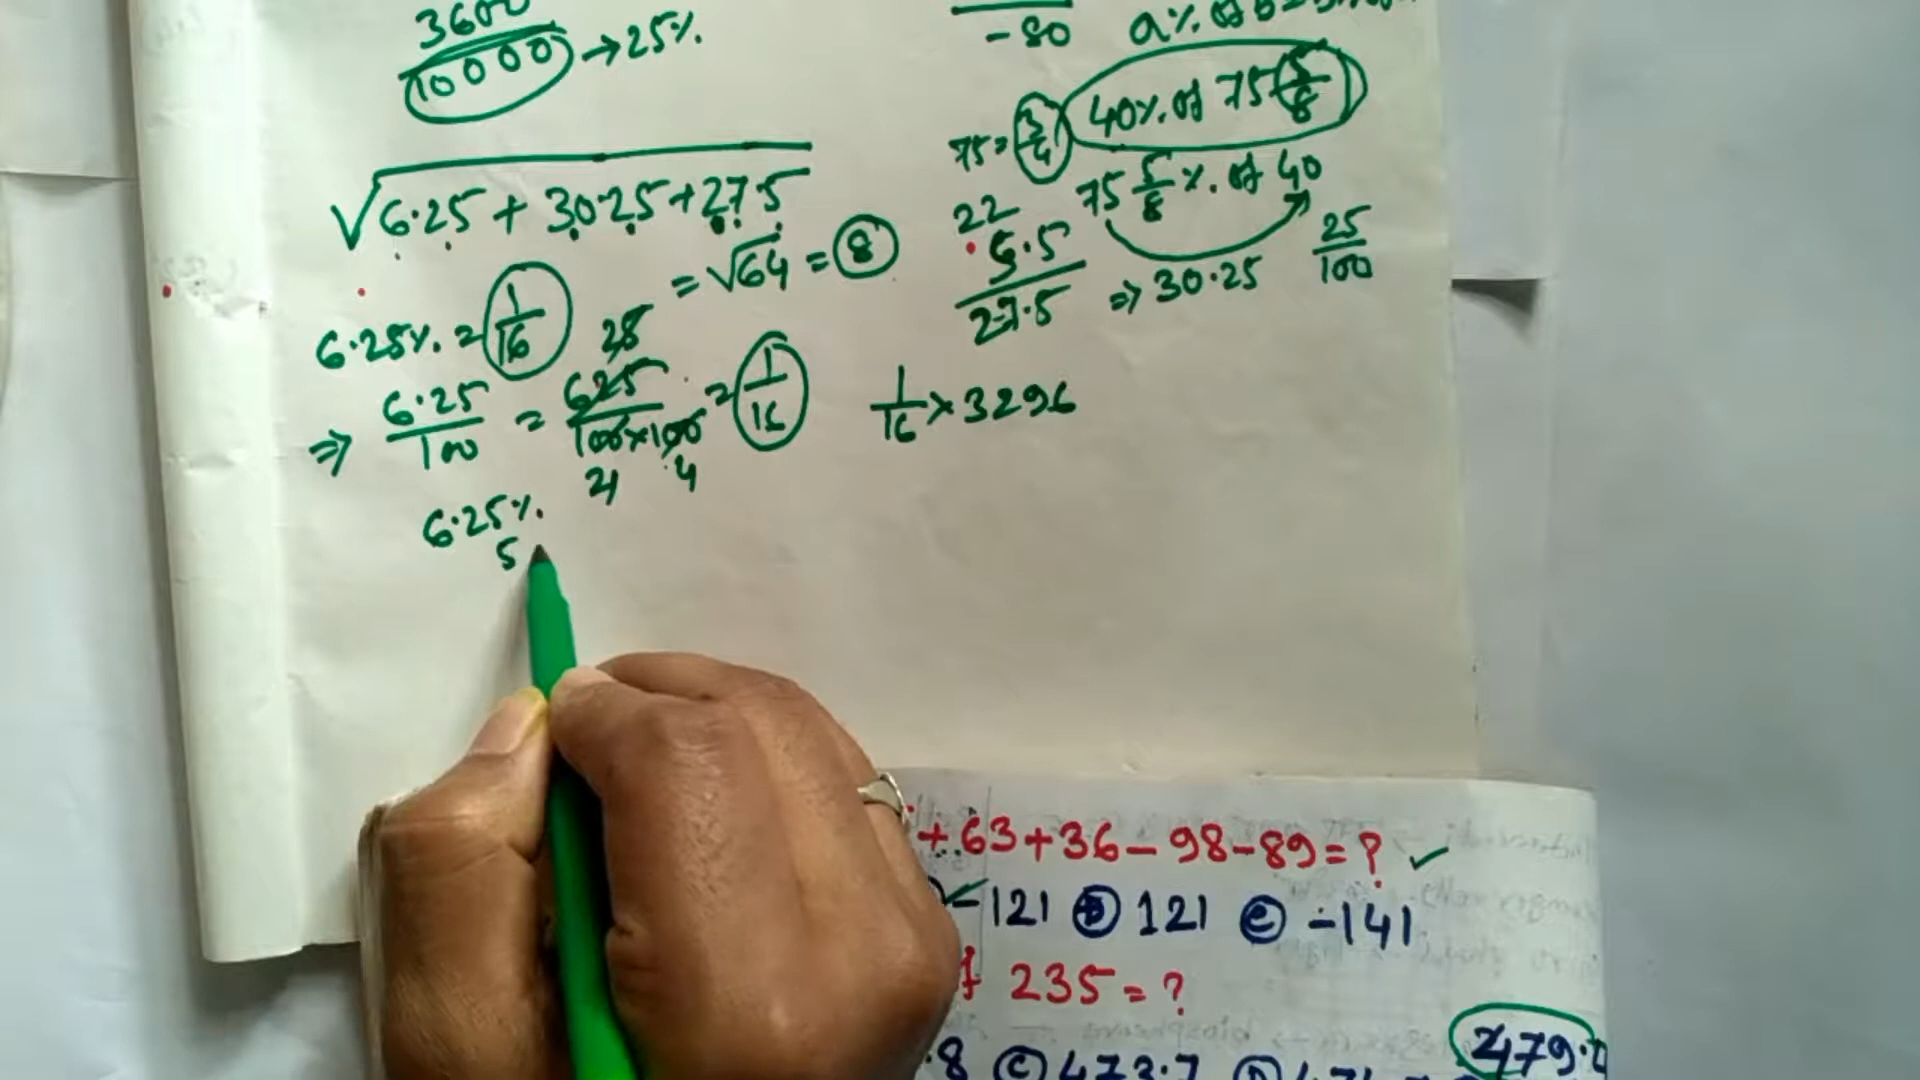 3600
10000 → 25%
√6.25 + 30.25 + 27.5
= √64 = 8
6.25% = 1/16
⇒ 6.25/100 = 625/100×100 = 1/16
25
4
6.25%
5
-80
a% of b =
75 = 3/4
40% of 75 5/8
75 5/8 % of 40
22
5.5
27.5
⇒ 30.25
25/100
1/16 × 3296
+ 63 + 36 - 98 - 89 = ?
-121 D 121 e -141
235 = ?
.8 C 473.7